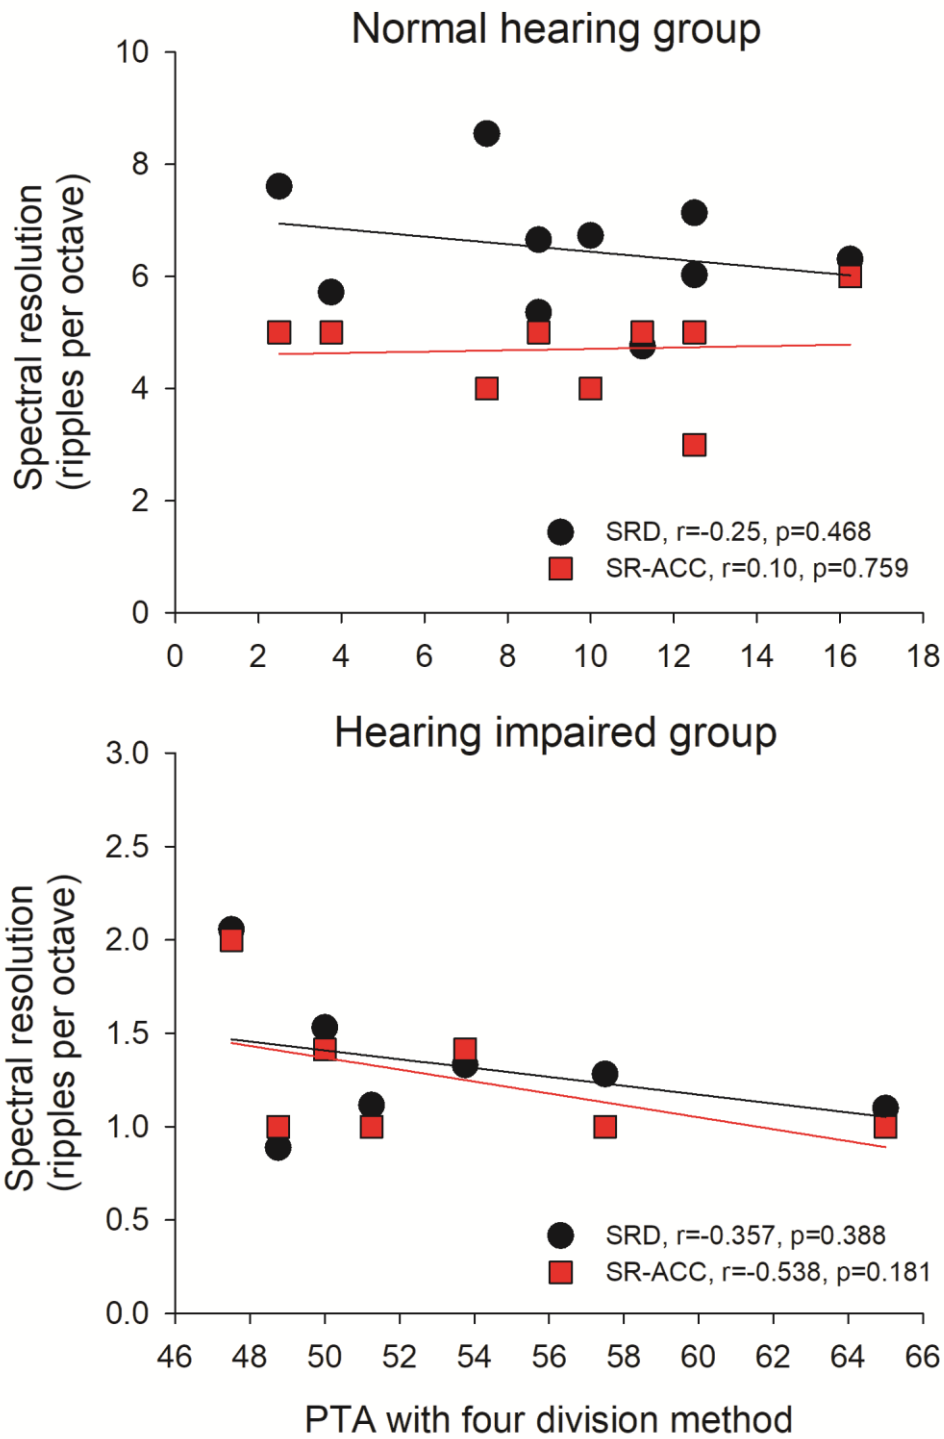 Normal hearing group
10
8
6
4
2
0
Spectral resolution
(ripples per octave)
SRD, r=-0.25, p=0.468
SR-ACC, r=0.10, p=0.759
0 2 4 6 8 10 12 14 16 18
Hearing impaired group
3.0
2.5
2.0
1.5
1.0
0.5
0.0
Spectral resolution
(ripples per octave)
SRD, r=-0.357, p=0.388
SR-ACC, r=-0.538, p=0.181
46 48 50 52 54 56 58 60 62 64 66
PTA with four division method